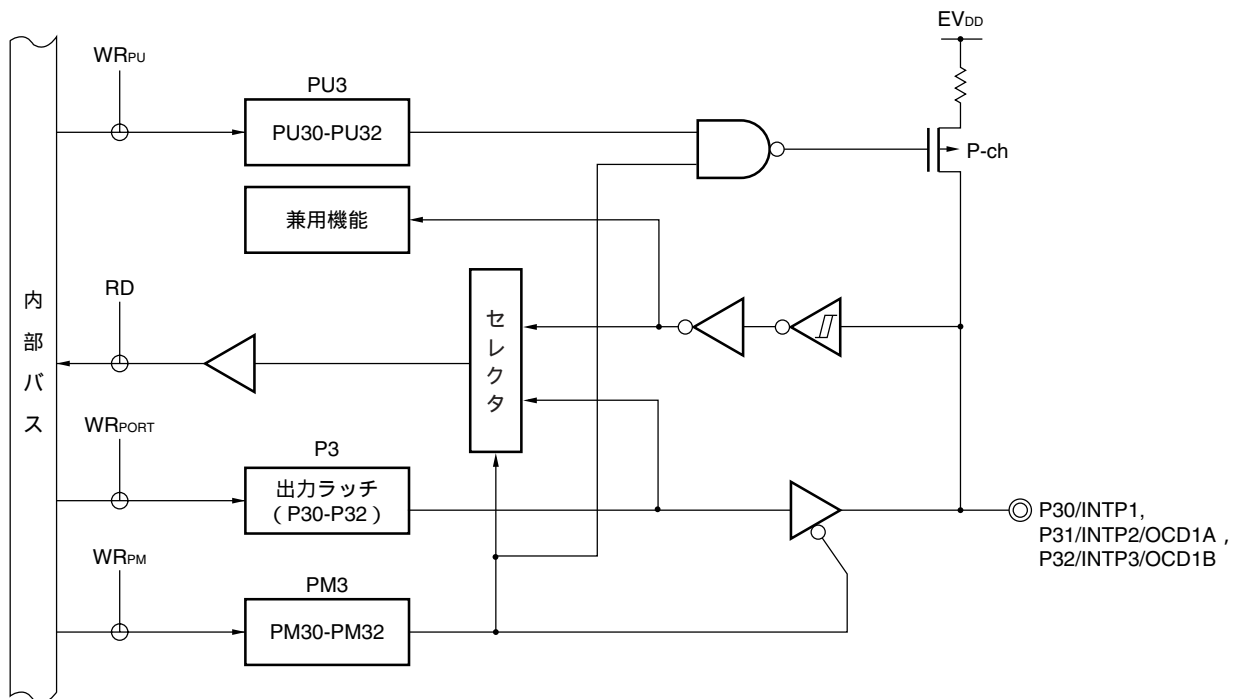 EVDD
WRPU
PU3
PU30-PU32
P-ch
兼用機能
RD
内部バス
セレクタ
WRPORT
P3
出力ラッチ
( P30-P32 )
P30/INTP1,
P31/INTP2/OCD1A ,
P32/INTP3/OCD1B
WRPM
PM3
PM30-PM32